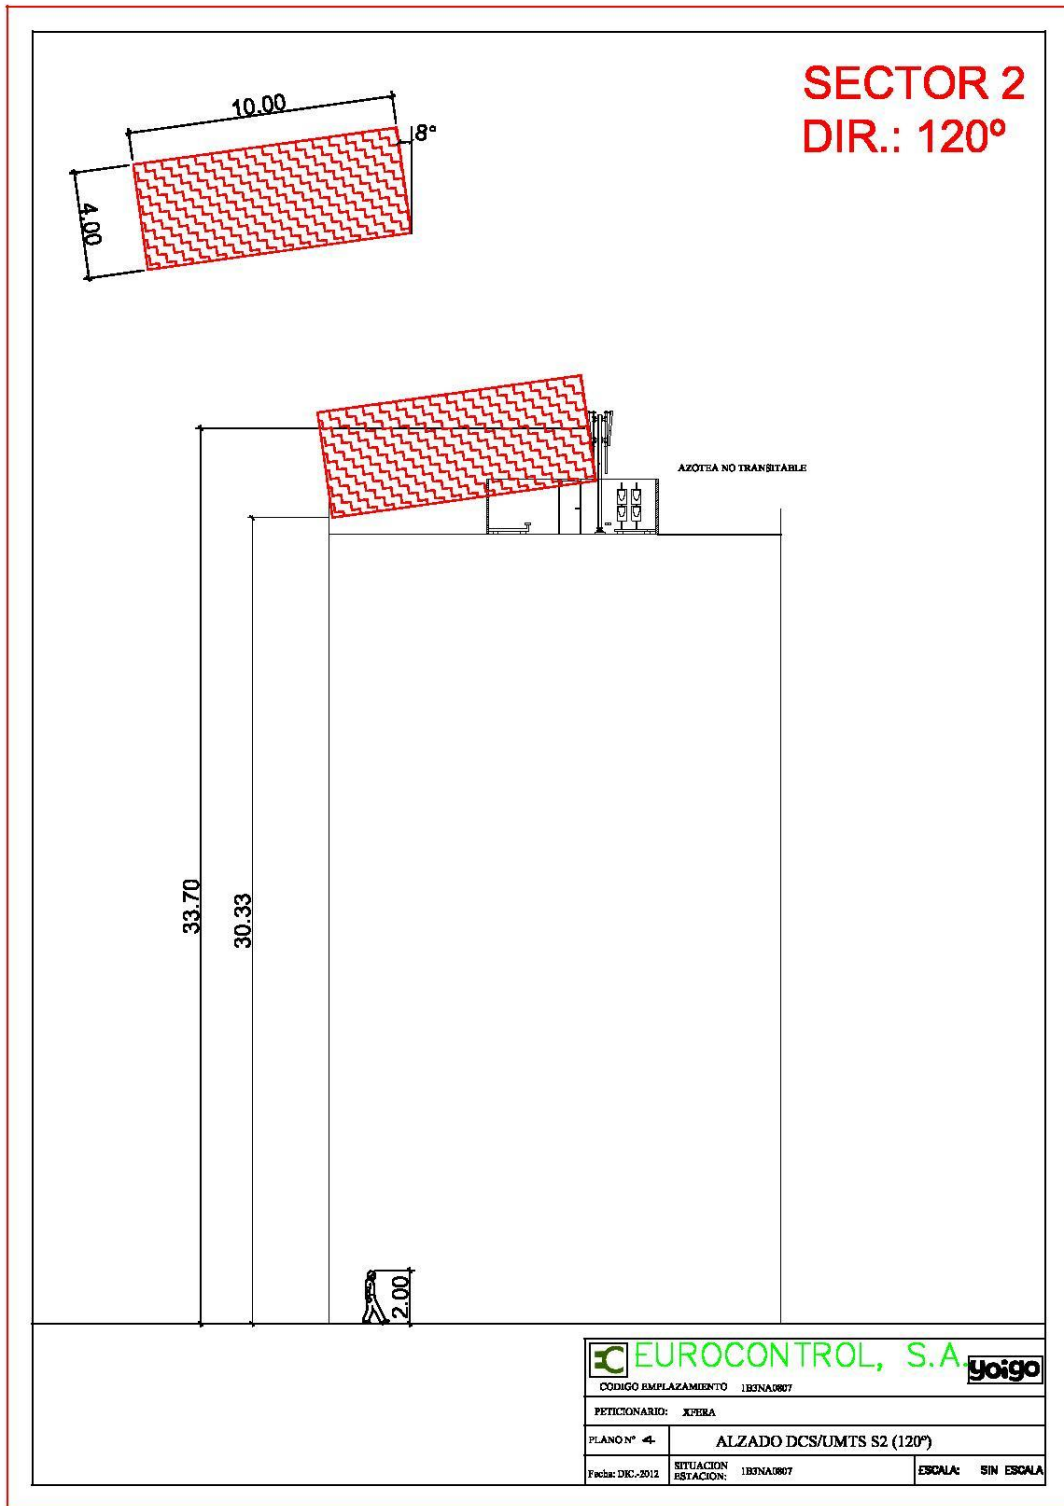 SECTOR 2
DIR.: 120º
10.00
8°
4.00
AZOTEA NO TRANSITABLE
33.70
30.33
2.00
EUROCONTROL, S.A.
yoigo
CODIGO EMPLAZAMIENTO 1B3NA0807
PETICIONARIO: XFERA
PLANO Nº 4
ALZADO DCS/UMTS S2 (120º)
Fecha: DIC.-2012
SITUACION
ESTACION: 1B3NA0807
ESCALA: SIN ESCALA